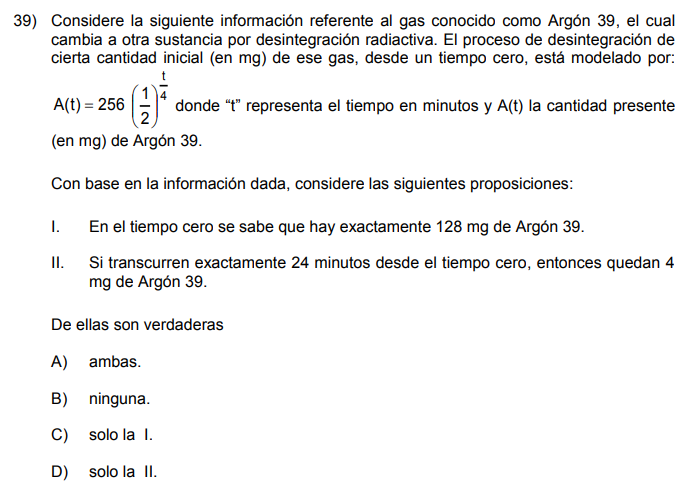 39) Considere la siguiente información referente al gas conocido como Argón 39, el cual
cambia a otra sustancia por desintegración radiactiva. El proceso de desintegración de
cierta cantidad inicial (en mg) de ese gas, desde un tiempo cero, está modelado por:
A(t) = 256 (1/2)^(t/4) donde “t” representa el tiempo en minutos y A(t) la cantidad presente
(en mg) de Argón 39.
Con base en la información dada, considere las siguientes proposiciones:
I. En el tiempo cero se sabe que hay exactamente 128 mg de Argón 39.
II. Si transcurren exactamente 24 minutos desde el tiempo cero, entonces quedan 4
mg de Argón 39.
De ellas son verdaderas
A) ambas.
B) ninguna.
C) solo la I.
D) solo la II.